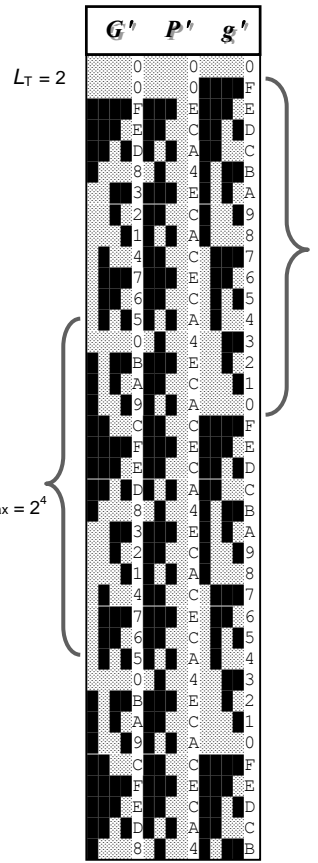 G' P' g'
0 0 0
L_T = 2
0 0 F
F E E
E C D
D A C
8 4 B
3 E A
2 C 9
1 A 8
4 C 7
7 E 6
6 C 5
5 A 4
0 4 3
B E 2
A C 1
9 A 0
C C F
F E E
E C D
D A C
ax = 2⁴
8 4 B
3 E A
2 C 9
1 A 8
4 C 7
7 E 6
6 C 5
5 A 4
0 4 3
B E 2
A C 1
9 A 0
C C F
F E E
E C D
D A C
8 4 B